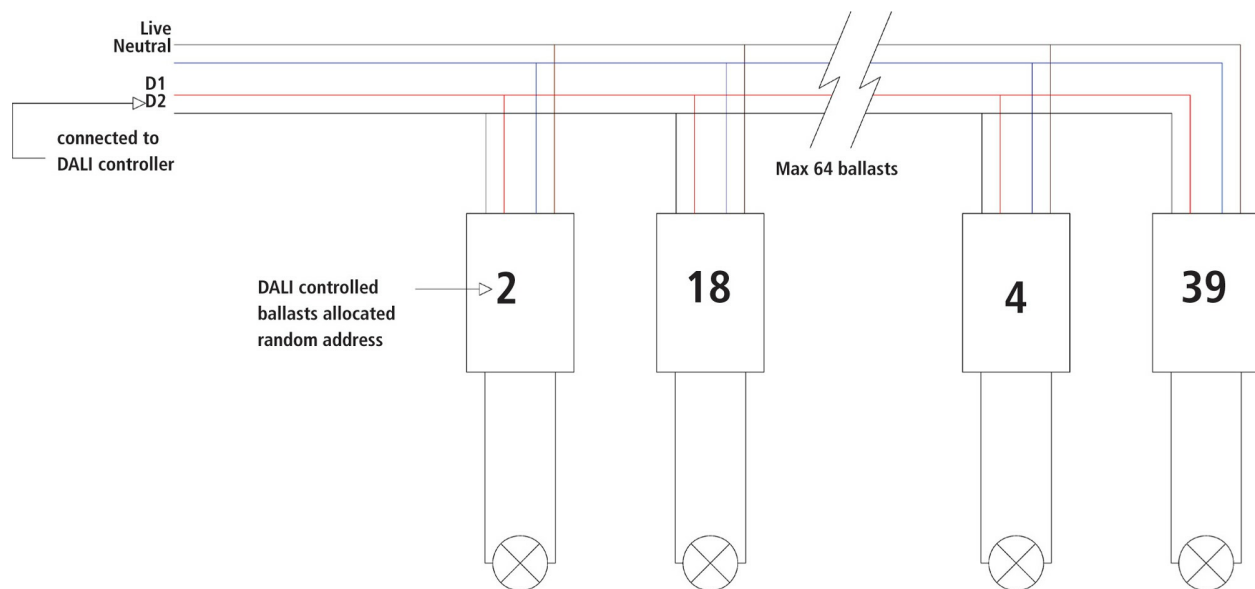 Live
Neutral
D1
D2
connected to
DALI controller
Max 64 ballasts
DALI controlled
ballasts allocated
random address
2
18
4
39